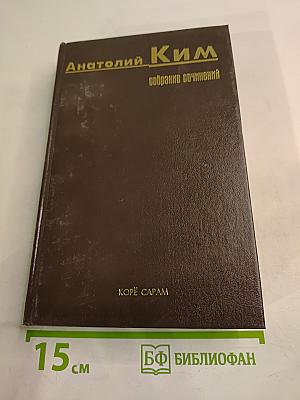 Анатолий Ким
собрание сочинений
КОРЁ САРАМ
15 см
БФ БИБЛИОФАН